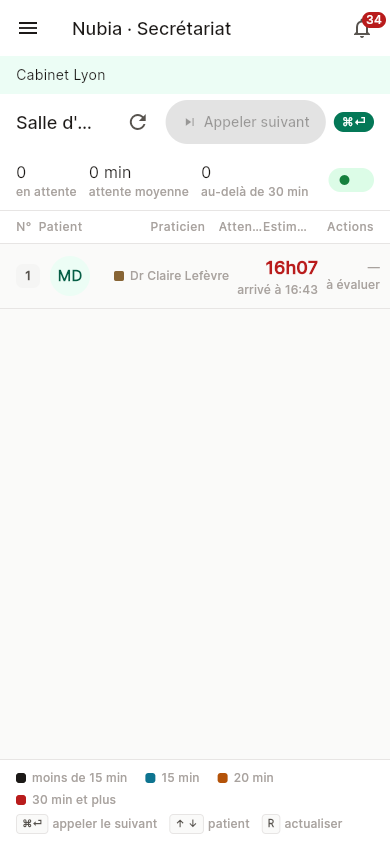 Nubia · Secrétariat
34
Cabinet Lyon
Salle d'...
Appeler suivant
⌘⏎
0 0 min 0
en attente attente moyenne au-delà de 30 min
N° Patient Praticien Atten... Estim... Actions
1 MD Dr Claire Lefèvre 16h07 —
arrivé à 16:43 à évaluer
moins de 15 min 15 min 20 min
30 min et plus
⌘⏎ appeler le suivant ↑ ↓ patient R actualiser